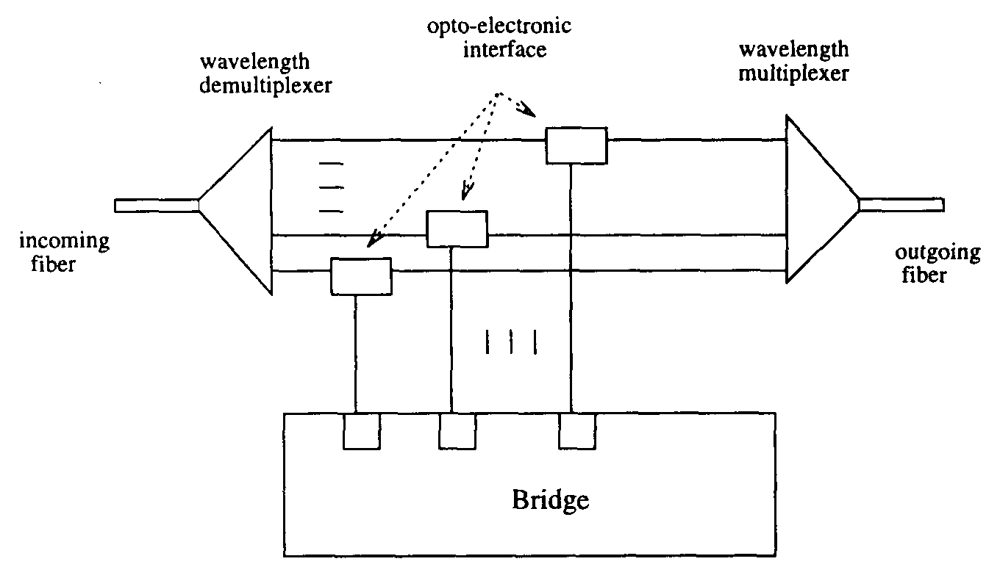 opto-electronic
interface
wavelength
demultiplexer
wavelength
multiplexer
incoming
fiber
outgoing
fiber
Bridge